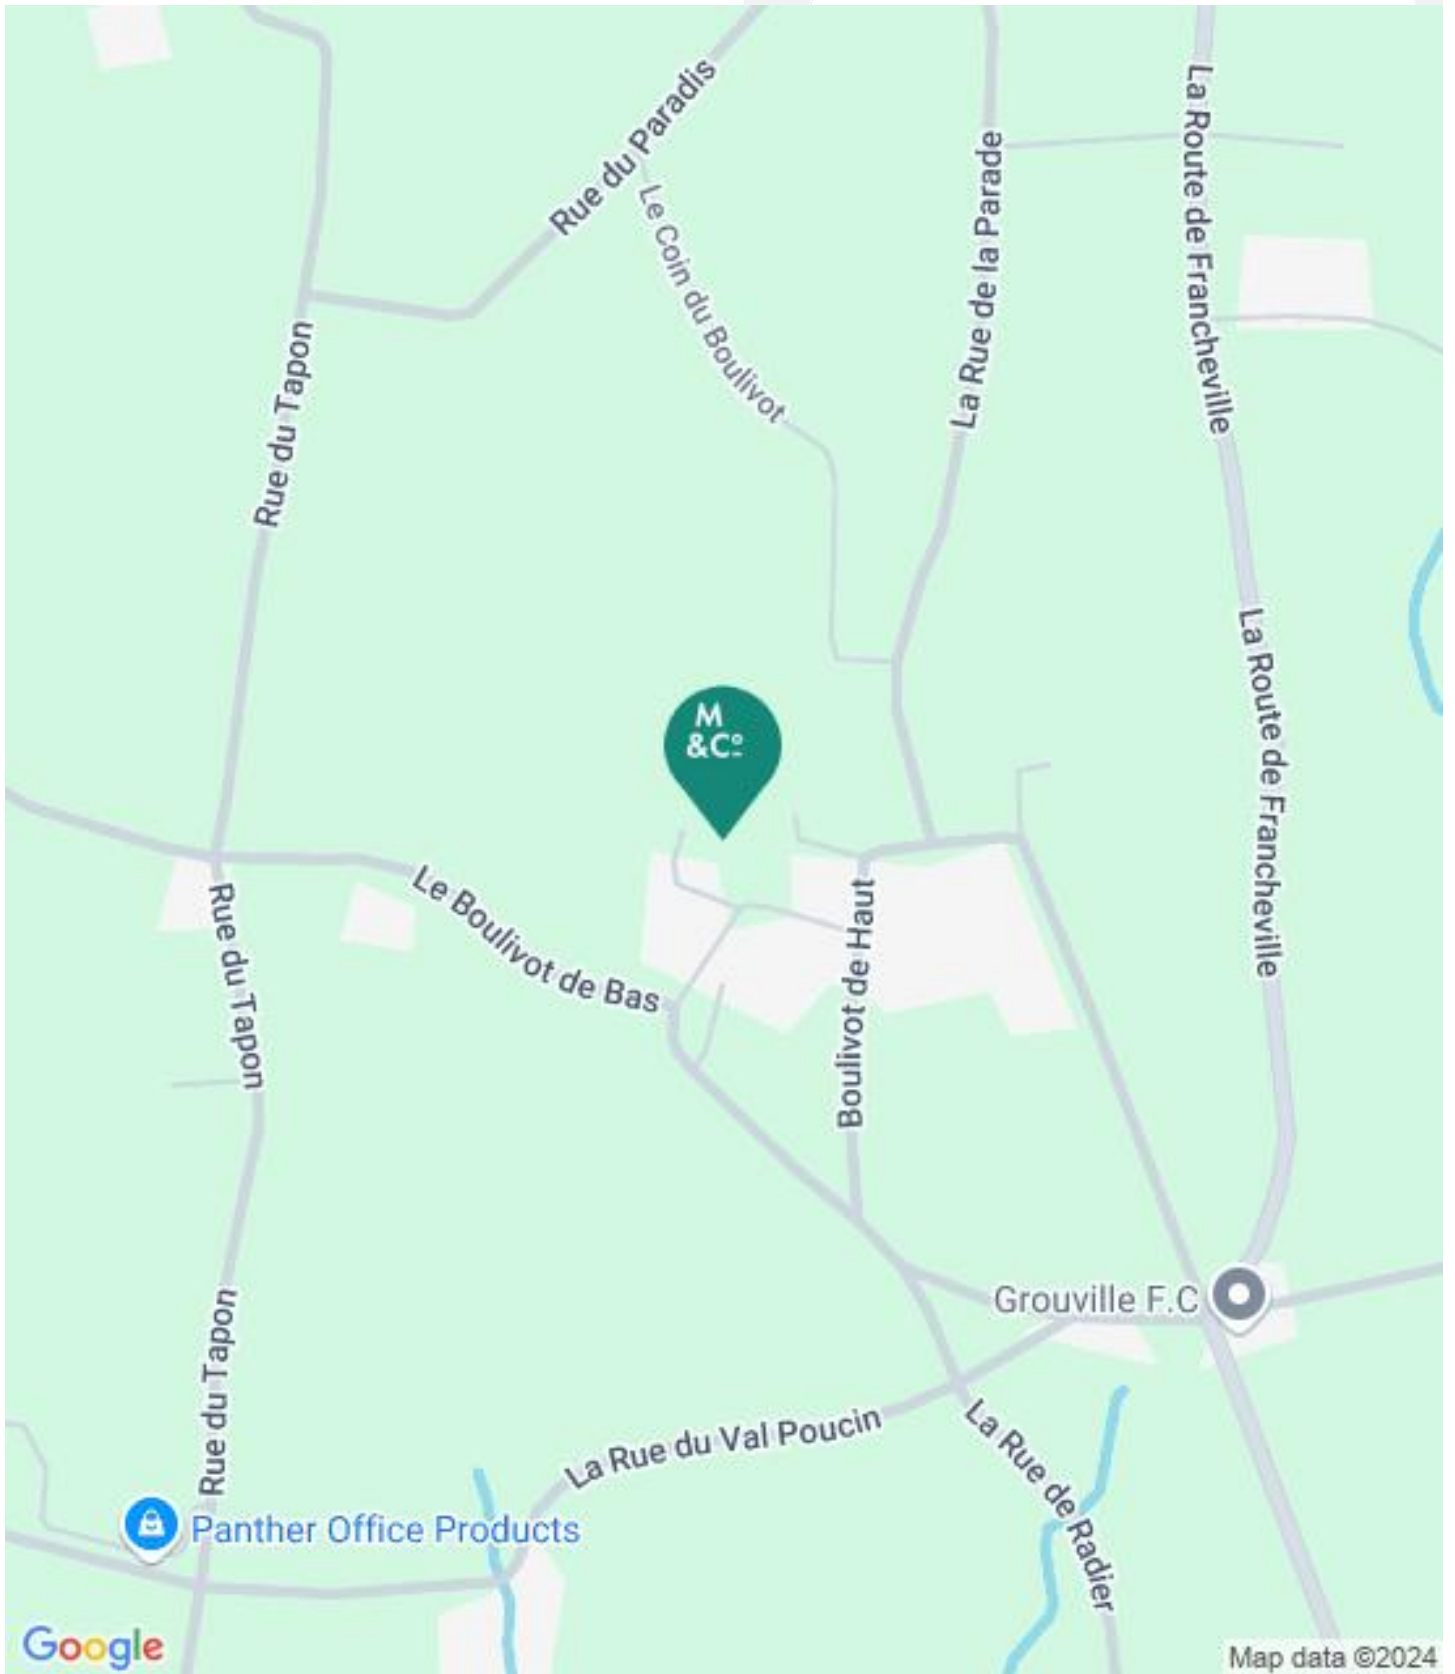 Rue du Paradis
Le Coin du Boulivot
La Rue de la Parade
La Route de Francheville
Rue du Tapon
La Route de Francheville
M
&Cº
Le Boulivot de Bas
Rue du Tapon
Boulivot de Haut
Grouville F.C
Rue du Tapon
La Rue du Val Poucin
La Rue de Radier
Panther Office Products
Google
Map data ©2024